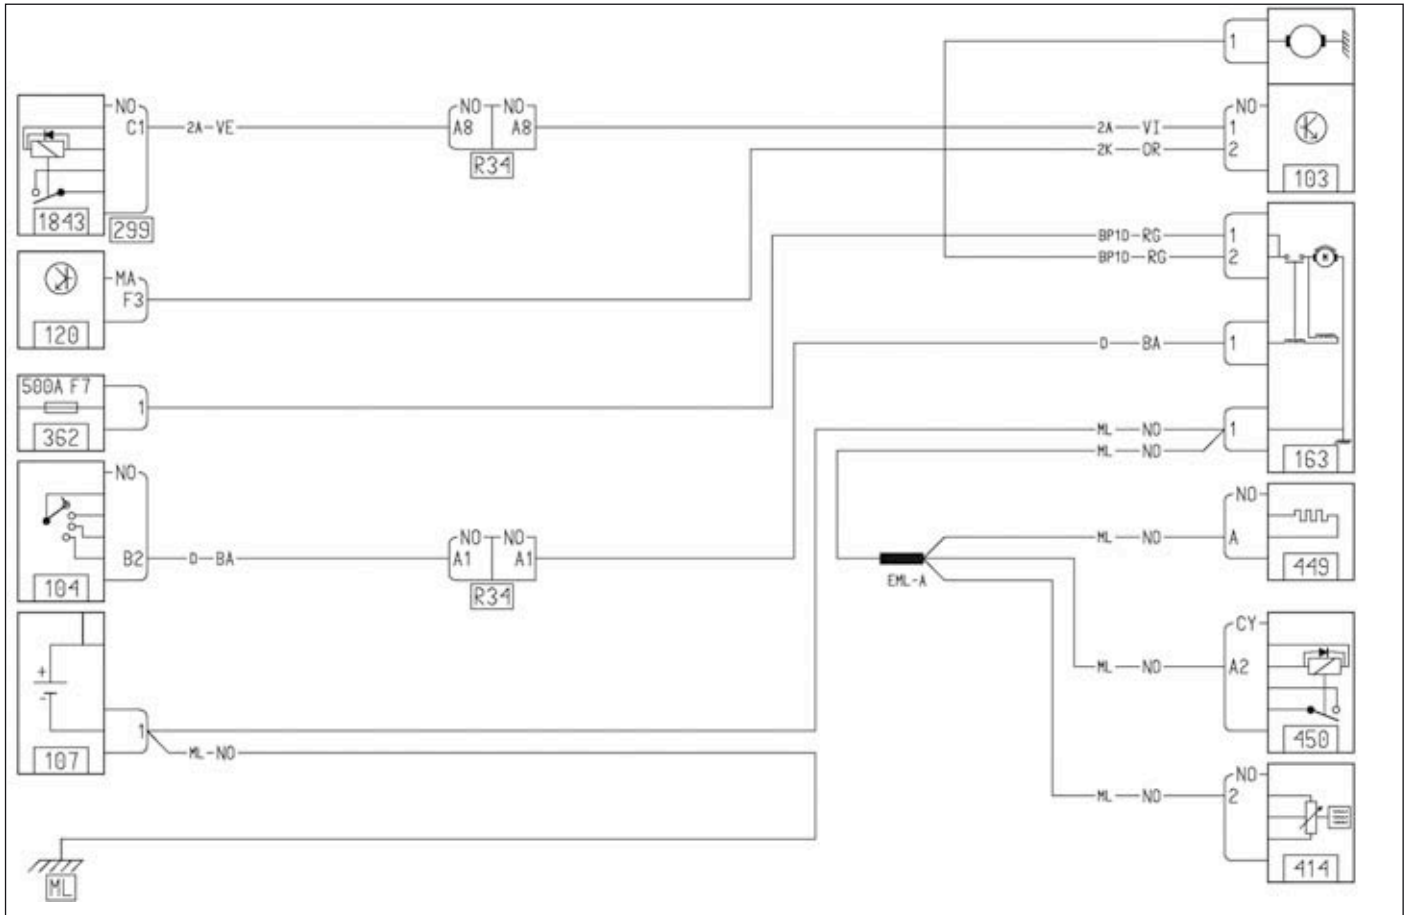 1
NO
NO NO
NO
C1 2A VE A8 A8 2A VI 1
2K OR 2
R34
103
1843 299
BP1D RG 1
MA BP1D RG 2
M
F3
120
D BA 1
500A F7
1
362 ML NO 1
ML NO
163
NO
NO
NO NO ML NO A
B2 D BA A1 A1
449
EML-A
104 R34
CY
+ ML NO A2
-
1
450
107 ML NO
NO
ML NO 2
414
ML